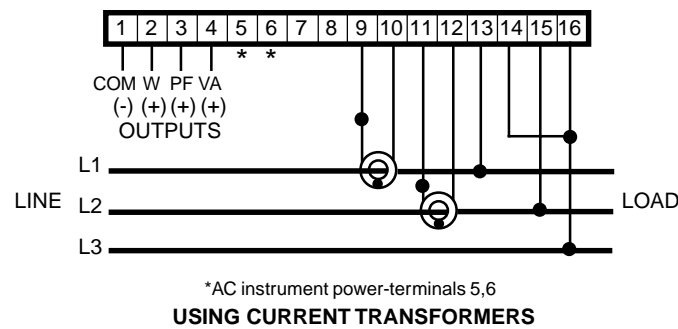 1 2 3 4 5 6 7 8 9 10 11 12 13 14 15 16
* *
COM W PF VA
(-) (+) (+) (+)
OUTPUTS
L1
LINE L2 LOAD
L3
*AC instrument power-terminals 5,6
USING CURRENT TRANSFORMERS